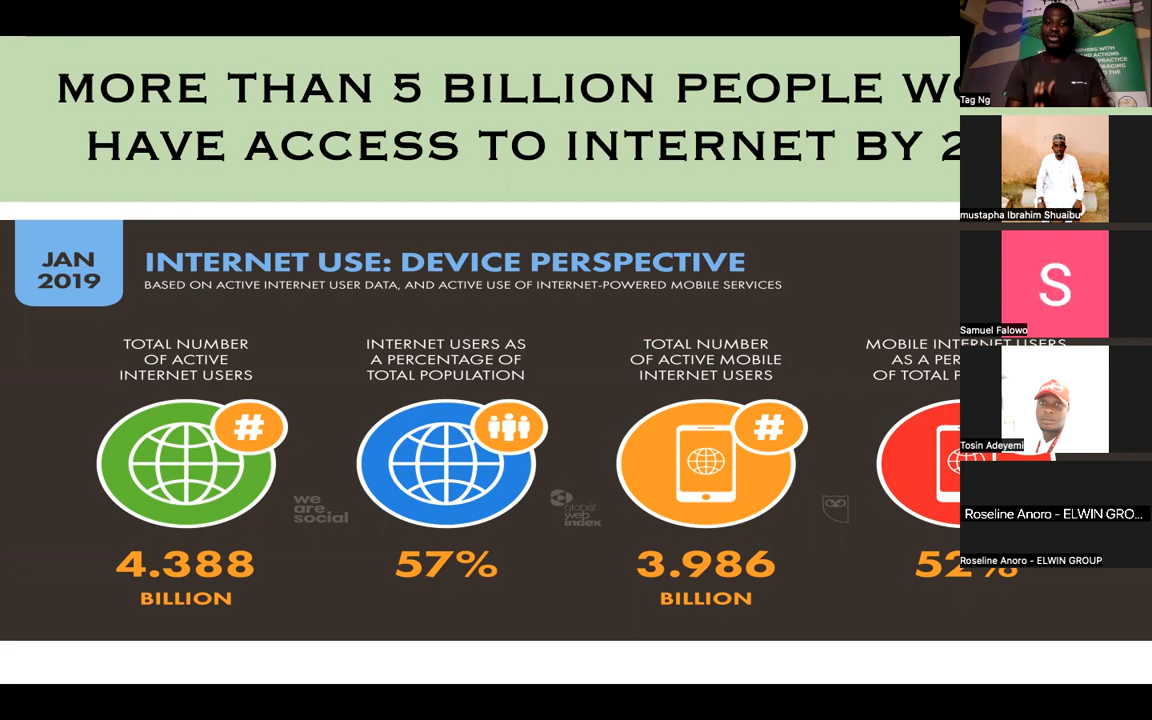 MORE THAN 5 BILLION PEOPLE
HAVE ACCESS TO INTERNET BY
JAN
2019
INTERNET USE: DEVICE PERSPECTIVE
BASED ON ACTIVE INTERNET USER DATA, AND ACTIVE USE OF INTERNET-POWERED MOBILE SERVICES
TOTAL NUMBER
OF ACTIVE
INTERNET USERS
#
4.388
BILLION
we
are
social
INTERNET USERS AS
A PERCENTAGE OF
TOTAL POPULATION
57%
global
web
index
TOTAL NUMBER
OF ACTIVE MOBILE
INTERNET USERS
#
3.986
BILLION
MOBILE INTERNET USERS
AS A
OF TOTAL
52%
Tag Ng
mustapha Ibrahim Shuaibu
S
Samuel Falowo
Tosin Adeyemi
Roseline Anoro - ELWIN GRO...
Roseline Anoro - ELWIN GROUP